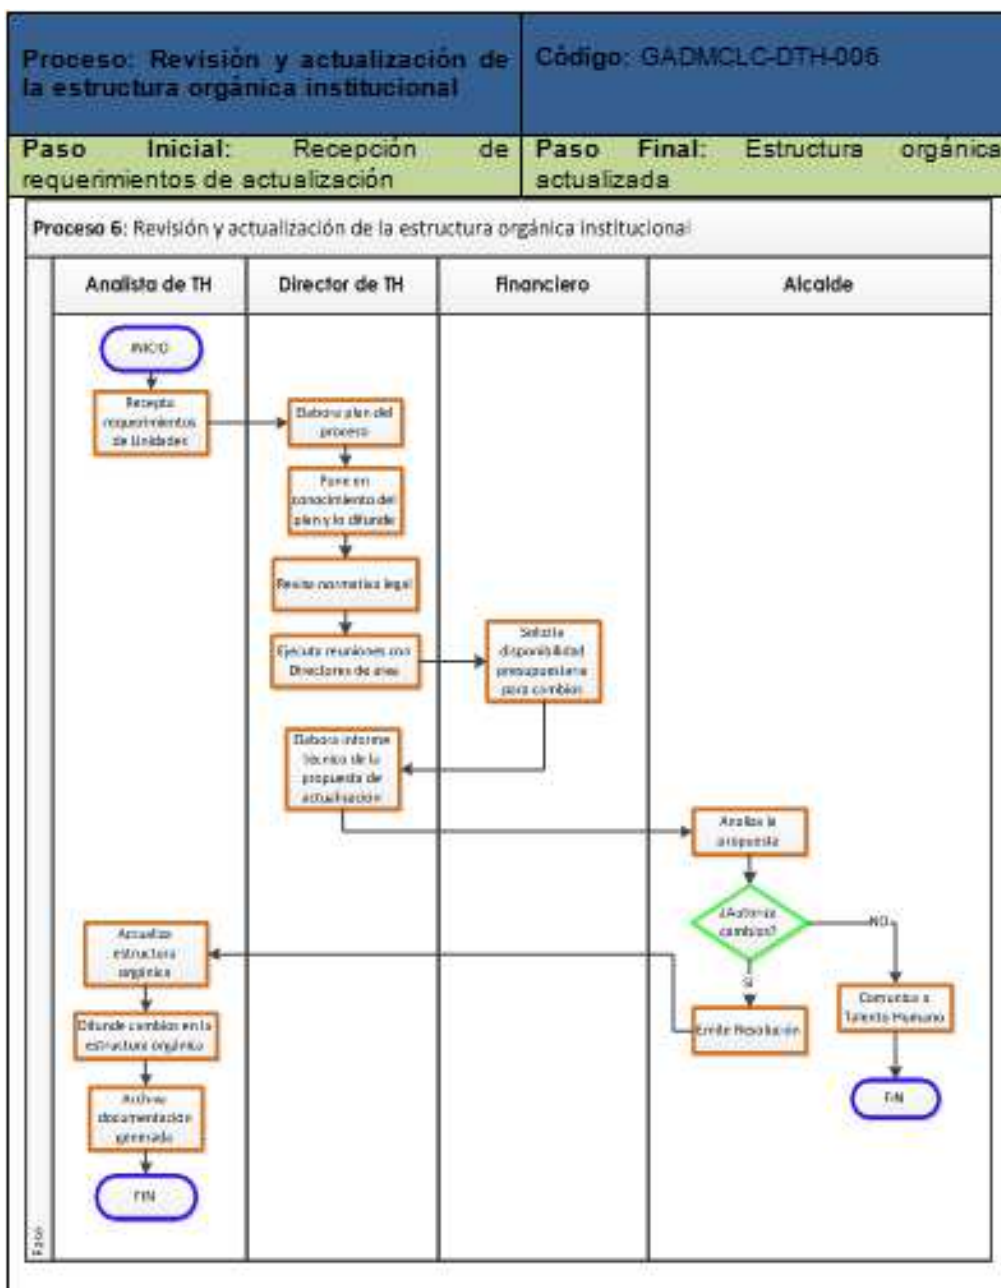 Proceso: Revisión y actualización de
la estructura orgánica institucional
Código: GADMCLC-DTH-006
Paso Inicial: Recepción de
requerimientos de actualización
Paso Final: Estructura orgánica
actualizada
Proceso 6: Revisión y actualización de la estructura orgánica institucional
Analista de TH
Director de TH
Financiero
Alcalde
INICIO
Recepta
requerimientos
de Unidades
Elabora plan del
proceso
Pone en
conocimiento del
plan y lo difunde
Revisa normativa legal
Ejecuta reuniones con
Directores de área
Solicita
disponibilidad
presupuestaria
para cambios
Elabora informe
técnico de la
propuesta de
actualización
Analiza la
propuesta
¿Autoriza
cambios?
NO
Actualiza
estructura
orgánica
Comunica a
Talento Humano
Emite Resolución
Difunde cambios en la
estructura orgánica
Archiva
documentación
generada
FIN
FIN